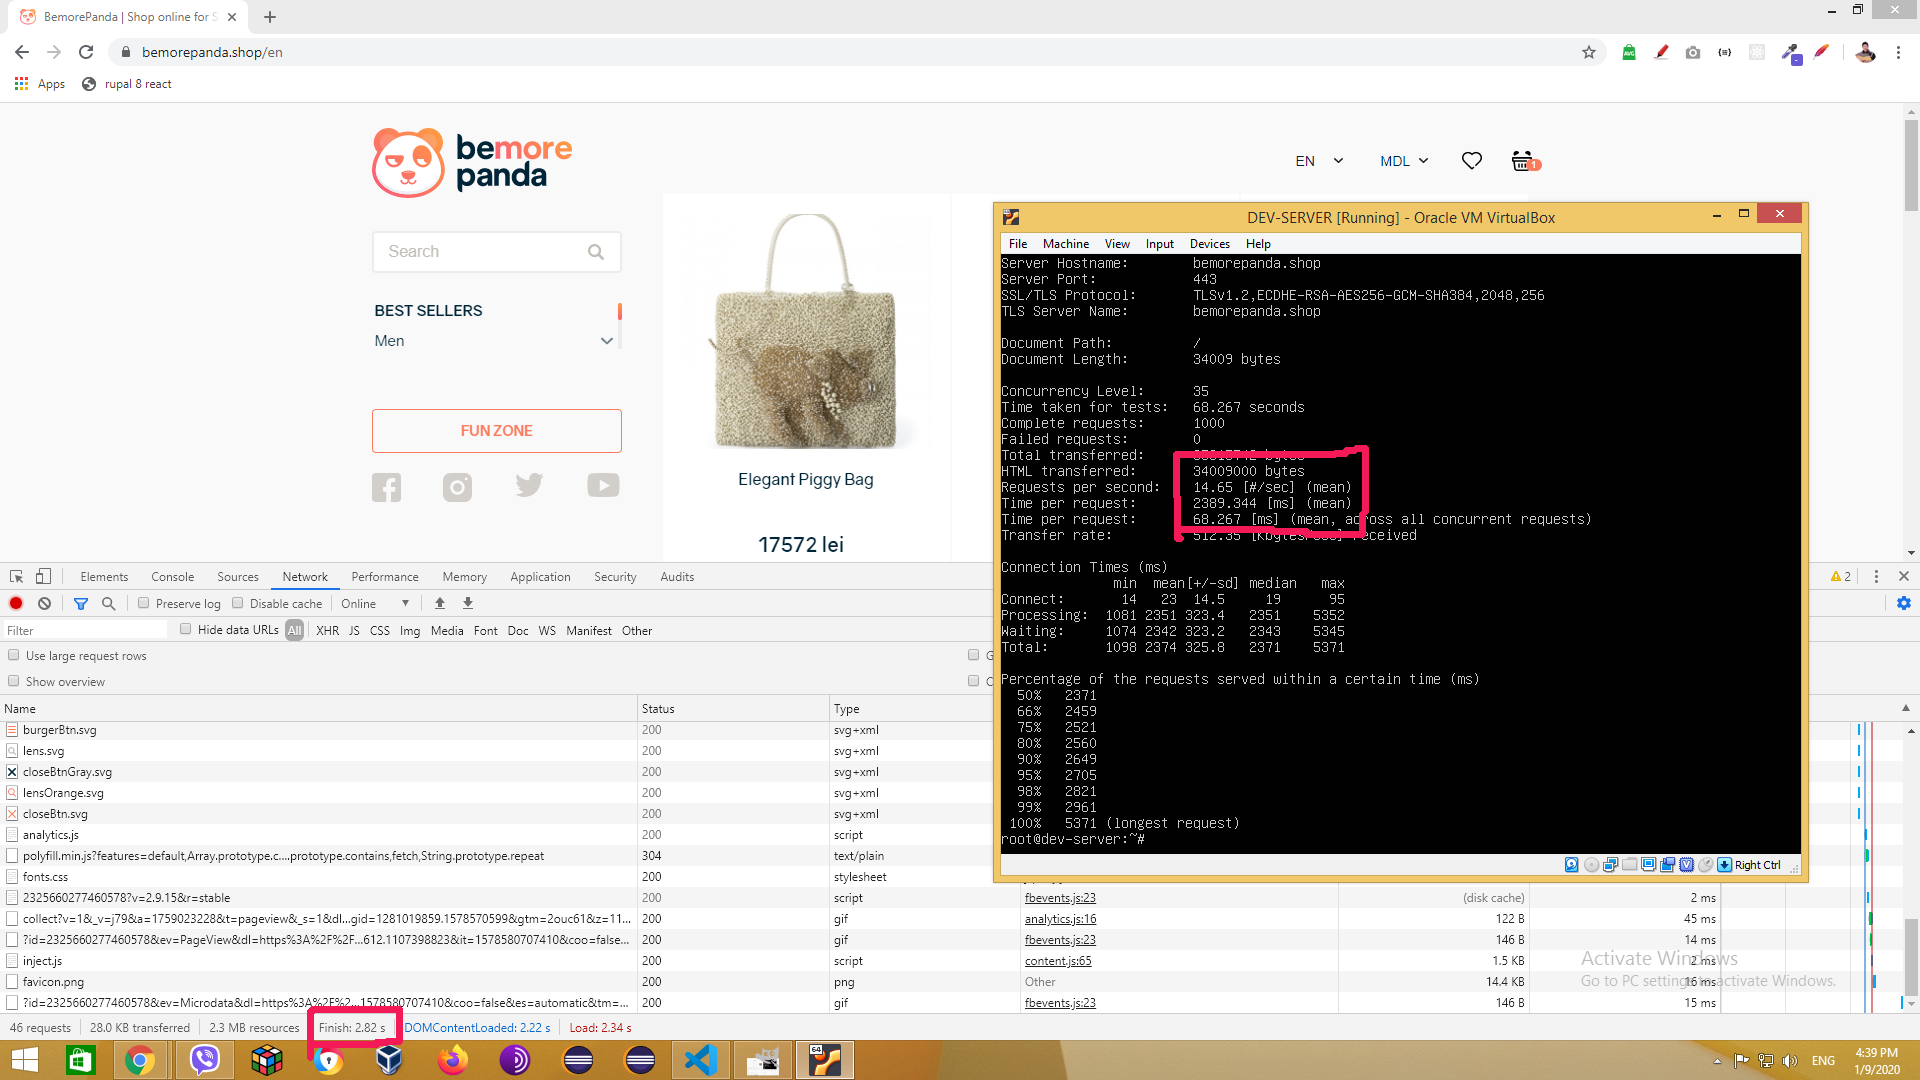 BemorePanda | Shop online for S
bemorepanda.shop/en
Apps
rupal 8 react
bemore
panda
EN
MDL
1
Search
BEST SELLERS
Men
FUN ZONE
Elegant Piggy Bag
17572 lei
DEV-SERVER [Running] - Oracle VM VirtualBox
File Machine View Input Devices Help
Server Hostname: bemorepanda.shop
Server Port: 443
SSL/TLS Protocol: TLSv1.2,ECDHE-RSA-AES256-GCM-SHA384,2048,256
TLS Server Name: bemorepanda.shop
Document Path: /
Document Length: 34009 bytes
Concurrency Level: 35
Time taken for tests: 68.267 seconds
Complete requests: 1000
Failed requests: 0
Total transferred: bytes
HTML transferred: 34009000 bytes
Requests per second: 14.65 [#/sec] (mean)
Time per request: 2389.344 [ms] (mean)
Time per request: 68.267 [ms] (mean, across all concurrent requests)
Transfer rate: 512.35 [Kbytes/sec] received
Connection Times (ms)
min mean[+/-sd] median max
Connect: 14 23 14.5 19 95
Processing: 1081 2351 323.4 2351 5352
Waiting: 1074 2342 323.2 2343 5345
Total: 1098 2374 325.8 2371 5371
Percentage of the requests served within a certain time (ms)
50% 2371
66% 2459
75% 2521
80% 2560
90% 2649
95% 2705
98% 2821
99% 2961
100% 5371 (longest request)
root@dev-server:~#
Right Ctrl
Elements Console Sources Network Performance Memory Application Security Audits
2
Preserve log Disable cache Online
Filter
Hide data URLs All XHR JS CSS Img Media Font Doc WS Manifest Other
Use large request rows
Show overview
Name Status Type
burgerBtn.svg 200 svg+xml
lens.svg 200 svg+xml
closeBtnGray.svg 200 svg+xml
lensOrange.svg 200 svg+xml
closeBtn.svg 200 svg+xml
analytics.js 200 script
polyfill.min.js?features=default,Array.prototype.c....prototype.contains,fetch,String.prototype.repeat 304 text/plain
fonts.css 200 stylesheet
2325660277460578?v=2.9.15&r=stable 200 script fbevents.js:23 (disk cache) 2 ms
collect?v=1&_v=j79&a=1759023228&t=pageview&_s=1&dl...gid=1281019859.1578570599&gtm=2ouc61&z=11... 200 gif analytics.js:16 122 B 45 ms
?id=2325660277460578&ev=PageView&dl=https%3A%2F%2F...612.1107398823&it=1578580707410&coo=false... 200 gif fbevents.js:23 146 B 14 ms
inject.js 200 script content.js:65 1.5 KB 2 ms
favicon.png 200 png Other 14.4 KB 16 ms
?id=2325660277460578&ev=Microdata&dl=https%3A%2F%2...1578580707410&coo=false&es=automatic&tm=... 200 gif fbevents.js:23 146 B 15 ms
Activate Windows
Go to PC settings to activate Windows.
46 requests 28.0 KB transferred 2.3 MB resources Finish: 2.82 s DOMContentLoaded: 2.22 s Load: 2.34 s
64
ENG
4:39 PM
1/9/2020